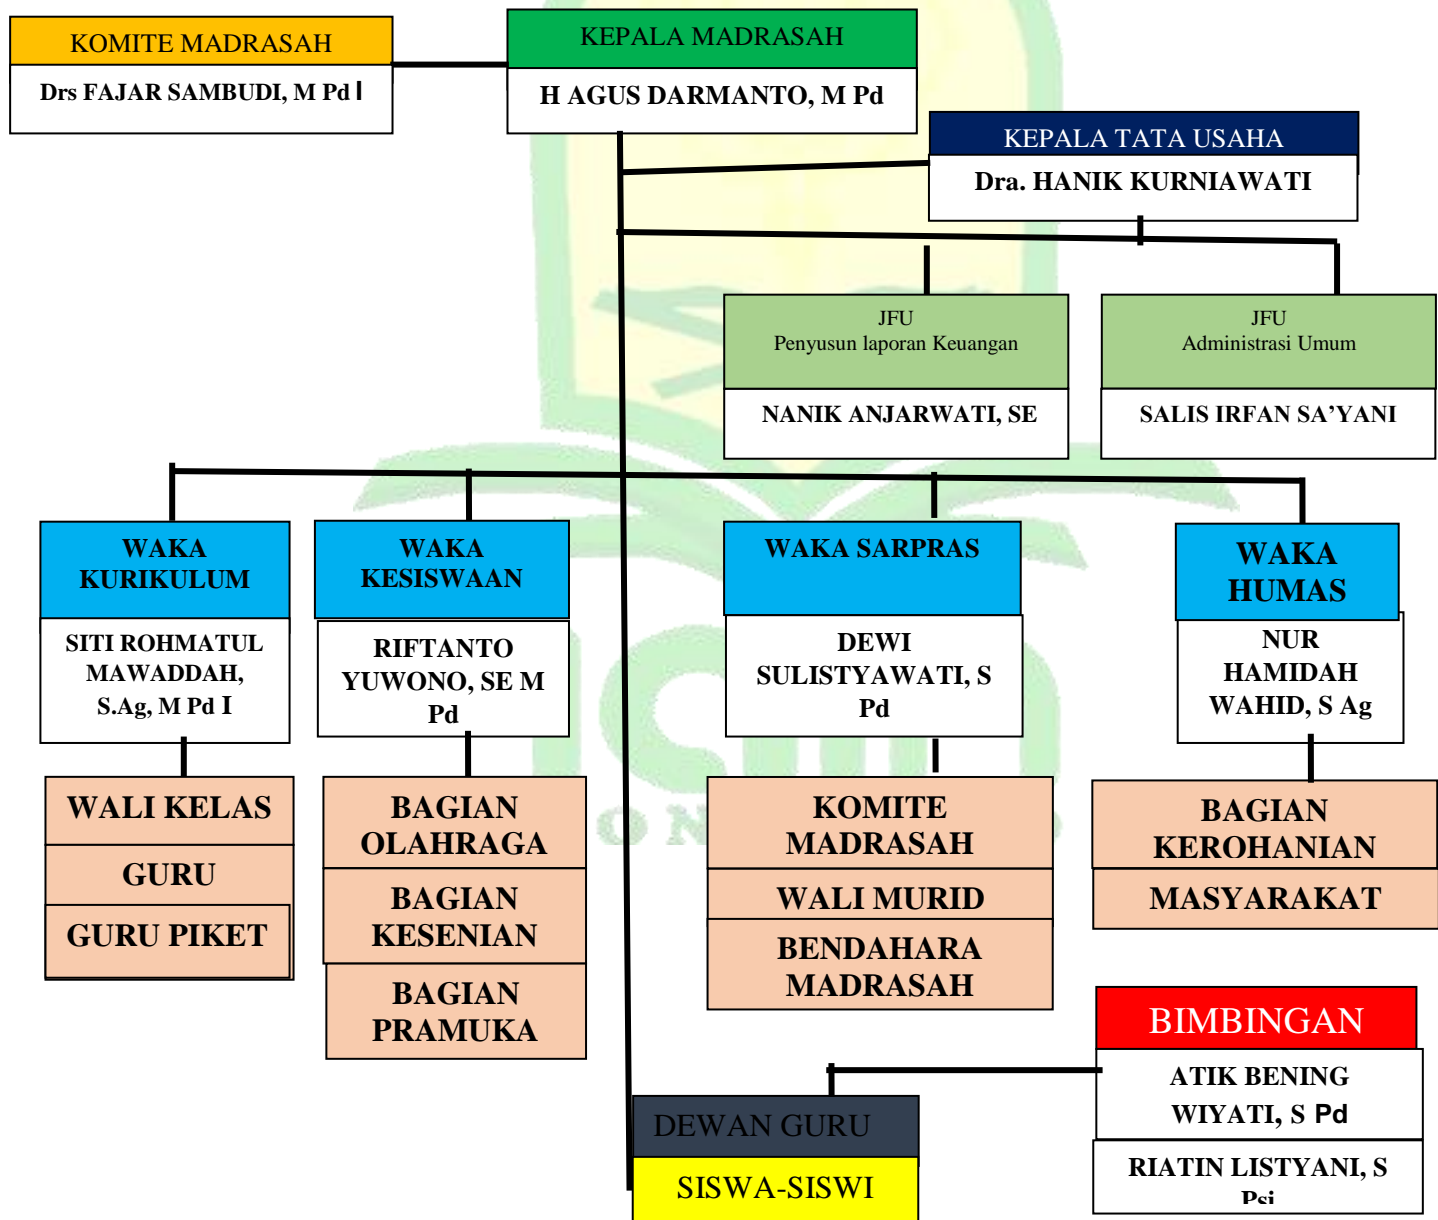 KOMITE MADRASAH
Drs FAJAR SAMBUDI, M Pd I
KEPALA MADRASAH
H AGUS DARMANTO, M Pd
KEPALA TATA USAHA
Dra. HANIK KURNIAWATI
JFU
Penyusun laporan Keuangan
NANIK ANJARWATI, SE
JFU
Administrasi Umum
SALIS IRFAN SA’YANI
WAKA
KURIKULUM
SITI ROHMATUL
MAWADDAH,
S.Ag, M Pd I
WAKA
KESISWAAN
RIFTANTO
YUWONO, SE M
Pd
WAKA SARPRAS
DEWI
SULISTYAWATI, S
Pd
WAKA
HUMAS
NUR
HAMIDAH
WAHID, S Ag
WALI KELAS
GURU
GURU PIKET
BAGIAN
OLAHRAGA
BAGIAN
KESENIAN
BAGIAN
PRAMUKA
KOMITE
MADRASAH
WALI MURID
BENDAHARA
MADRASAH
BAGIAN
KEROHANIAN
MASYARAKAT
BIMBINGAN
ATIK BENING
WIYATI, S Pd
RIATIN LISTYANI, S
Psi
DEWAN GURU
SISWA-SISWI